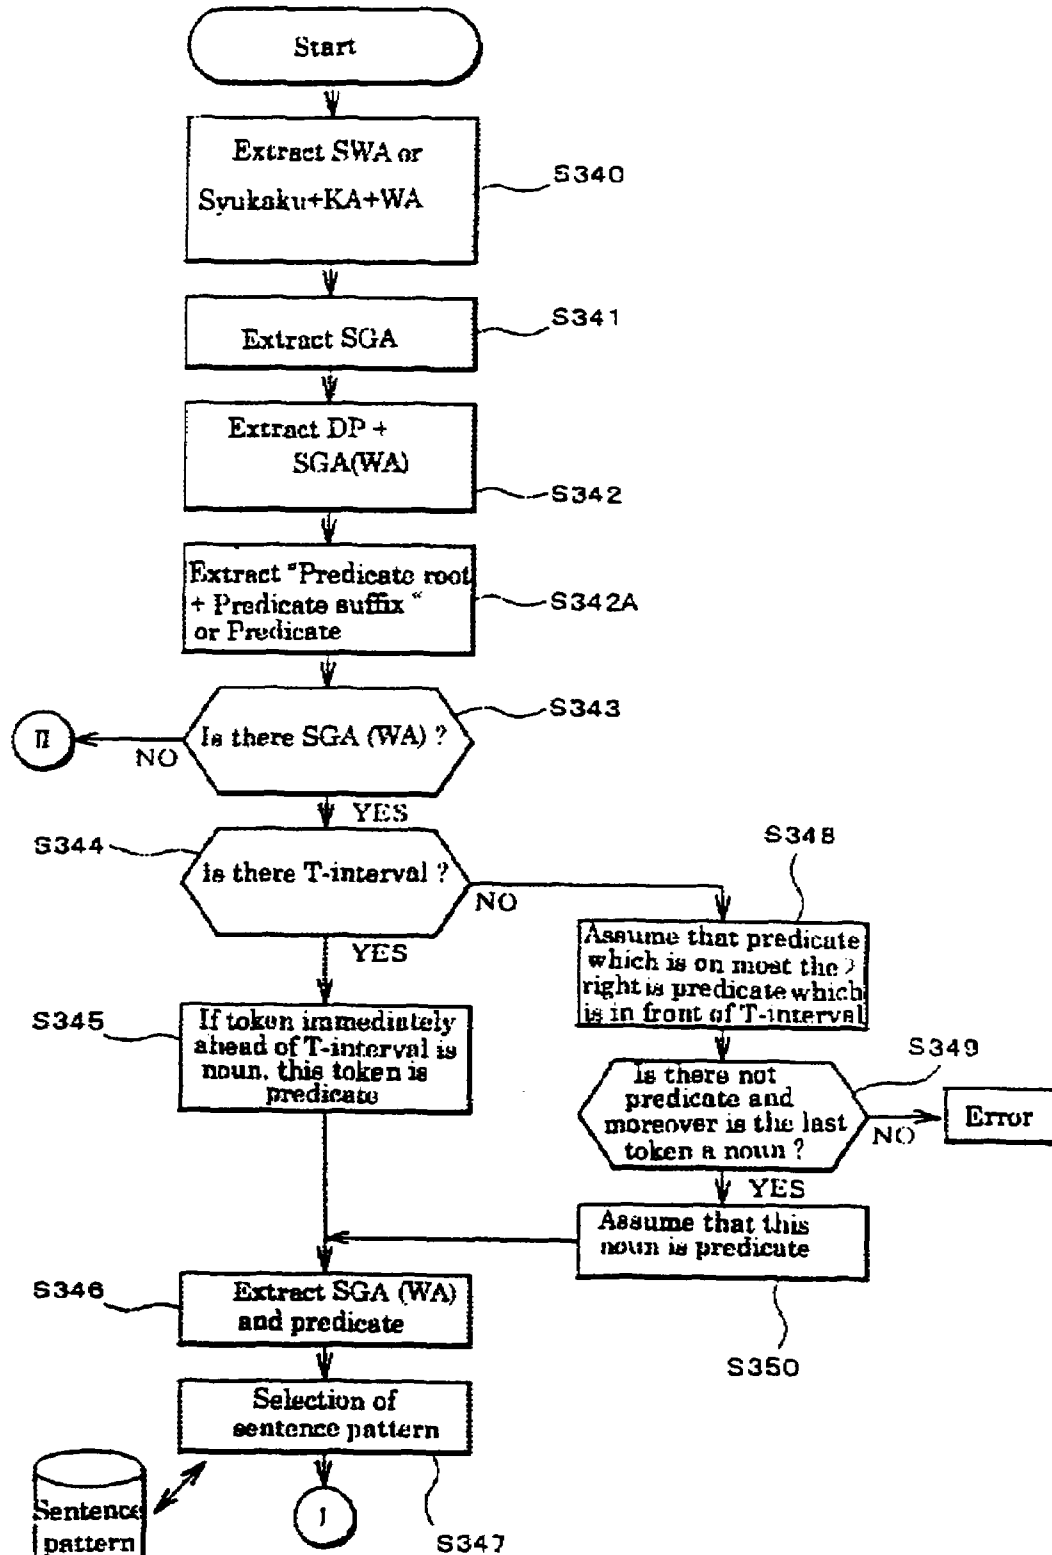 Start
Extract SWA or
Syukaku+KA+WA
S340
Extract SGA
S341
Extract DP +
SGA(WA)
S342
Extract "Predicate root
+ Predicate suffix "
or Predicate
S342A
Is there SGA (WA) ?
S343
NO
II
YES
S344
is there T-interval ?
NO
YES
S348
Assume that predicate
which is on most the
right is predicate which
is in front of T-interval
S345
If token immediately
ahead of T-interval is
noun, this token is
predicate
S349
Is there not
predicate and
moreover is the last
token a noun ?
NO
Error
YES
Assume that this
noun is predicate
S350
S346
Extract SGA (WA)
and predicate
Selection of
sentence pattern
S347
Sentence
pattern
I